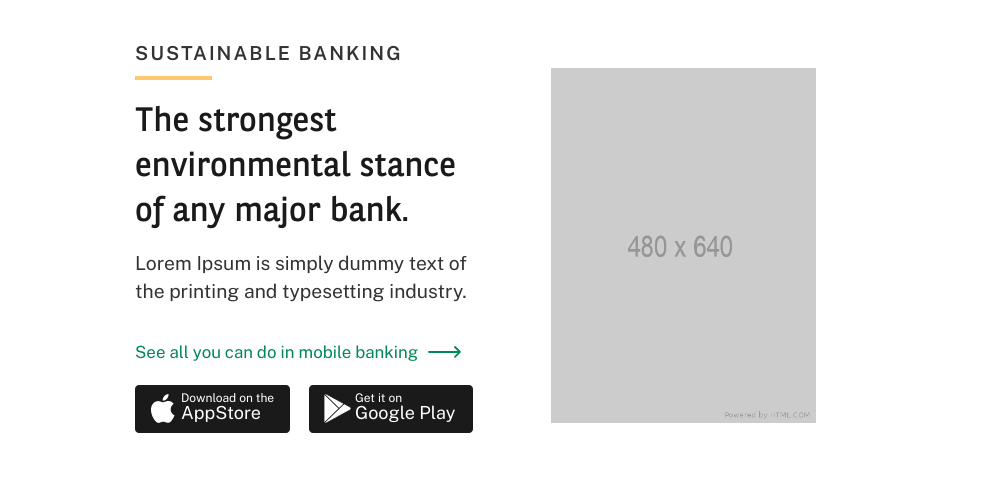 SUSTAINABLE BANKING
The strongest
environmental stance
of any major bank.
Lorem Ipsum is simply dummy text of
the printing and typesetting industry.
See all you can do in mobile banking
Download on the
AppStore
Get it on
Google Play
480 x 640
Powered by HTML.COM